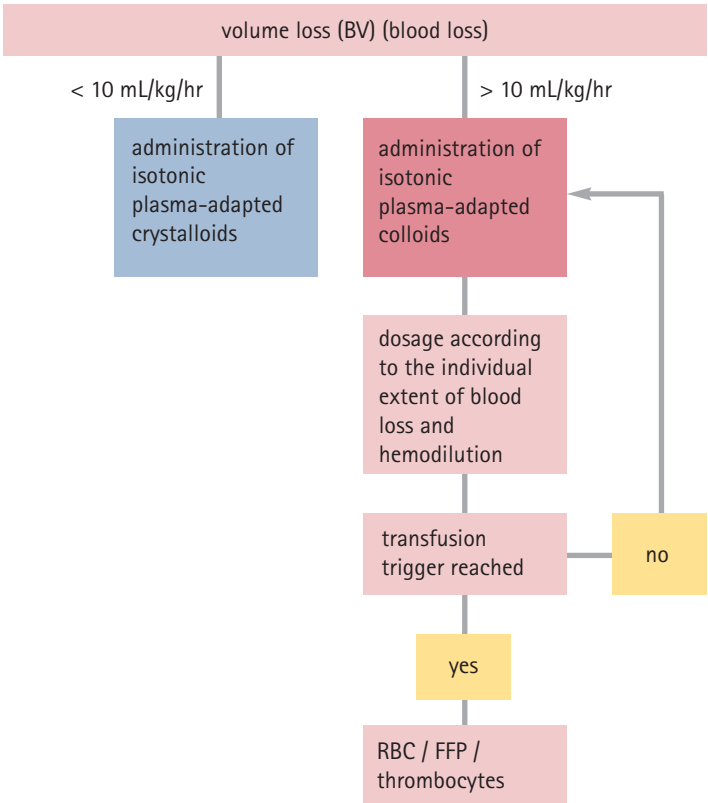 volume loss (BV) (blood loss)
< 10 mL/kg/hr
> 10 mL/kg/hr
administration of
isotonic
plasma-adapted
crystalloids
administration of
isotonic
plasma-adapted
colloids
dosage according
to the individual
extent of blood
loss and
hemodilution
transfusion
trigger reached
no
yes
RBC / FFP /
thrombocytes